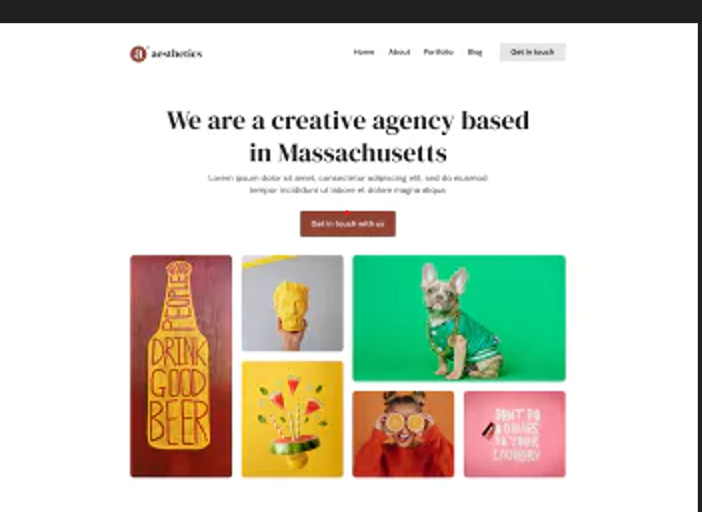 a aesthetics
Home About Portfolio Blog Get in touch
We are a creative agency based
in Massachusetts
Lorem ipsum dolor sit amet, consectetur adipiscing elit, sed do eiusmod
tempor incididunt ut labore et dolore magna aliqua.
Get in touch with us
PEOPLE
DRINK
GOOD
BEER
DON'T DO
DRUGS
DO YOUR
LAUNDRY